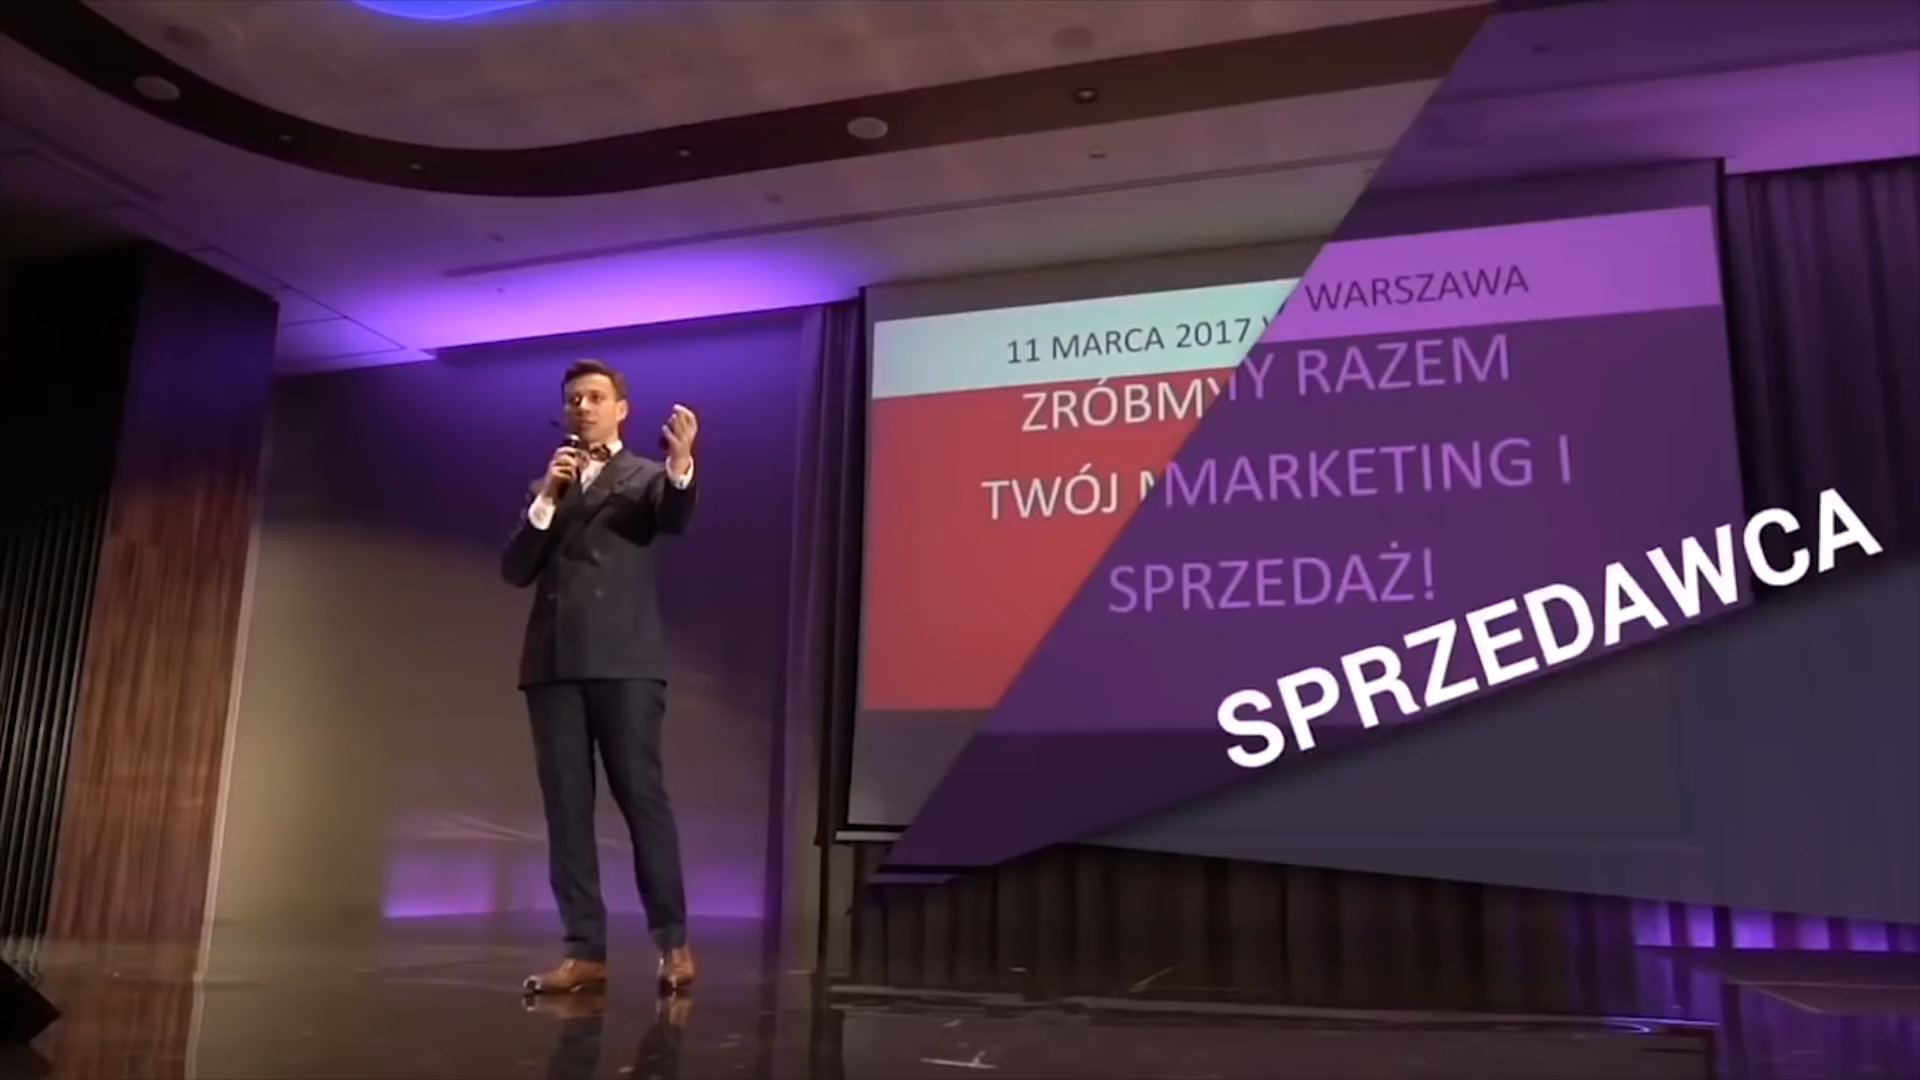 11 MARCA 2017 WARSZAWA
ZRÓBMY RAZEM
TWÓJ MARKETING I
SPRZEDAŻ!
SPRZEDAWCA